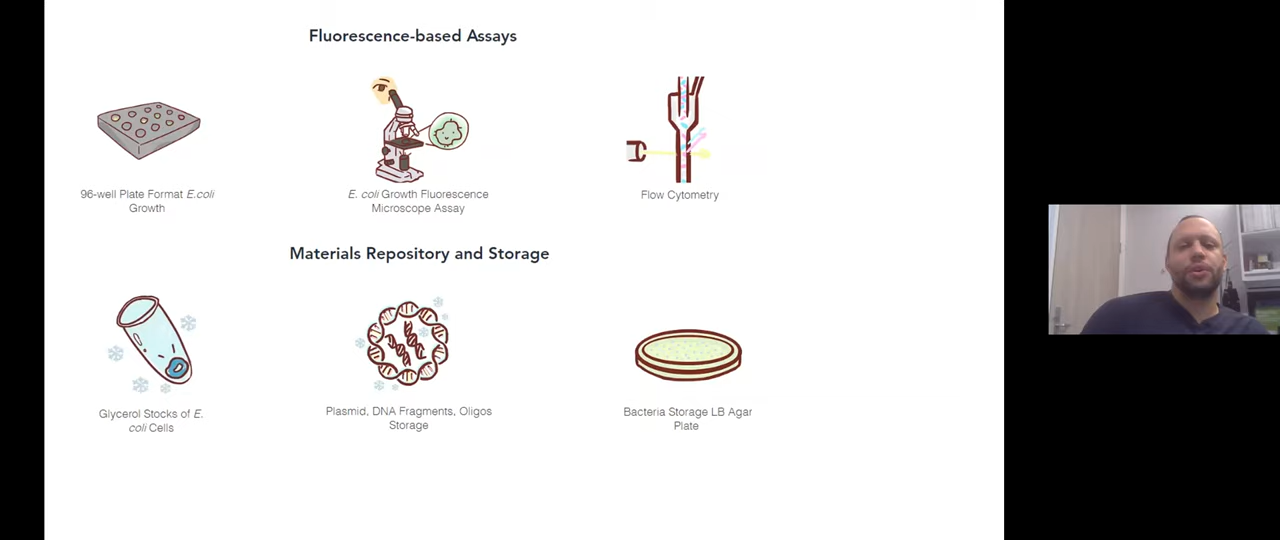 Fluorescence-based Assays
96-well Plate Format E.coli
Growth
E. coli Growth Fluorescence
Microscope Assay
Flow Cytometry
Materials Repository and Storage
Glycerol Stocks of E.
coli Cells
Plasmid, DNA Fragments, Oligos
Storage
Bacteria Storage LB Agar
Plate